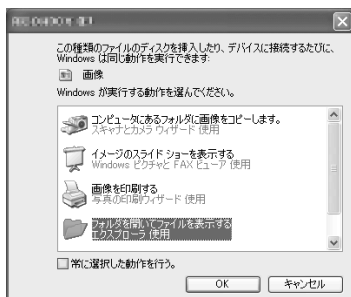 この種類のファイルのディスクを挿入したり、デバイスに接続するたびに、
Windows は同じ動作を実行できます:
画像
Windows が実行する動作を選んでください。
コンピュータにあるフォルダに画像をコピーします。
スキャナとカメラ ウィザード 使用
イメージのスライド ショーを表示する
Windows ピクチャと FAX ビューア 使用
画像を印刷する
写真の印刷ウィザード 使用
フォルダを開いてファイルを表示する
エクスプローラ 使用
常に選択した動作を行う。
OK
キャンセル